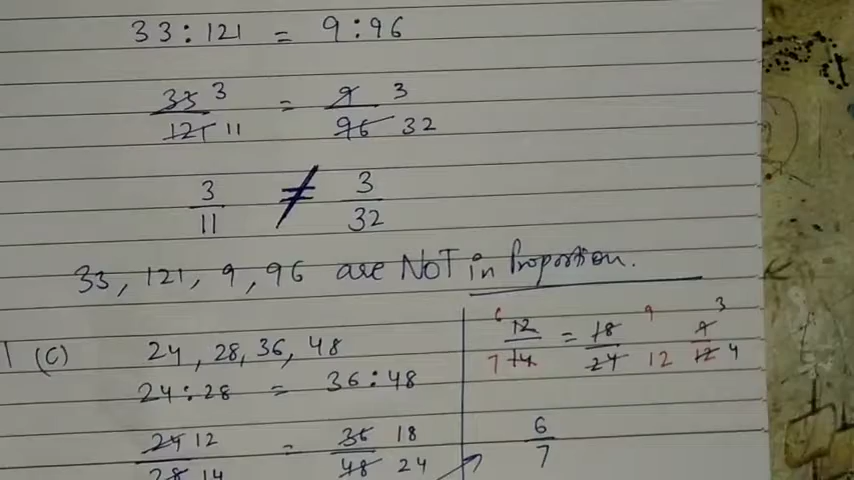 33 : 121 = 9 : 96
33 3 = 9 3
121 11 96 32
3 ≠ 3
11 32
33, 121, 9, 96 are NOT in Proportion.
1 (C) 24, 28, 36, 48
24 : 28 = 36 : 48
24 12 = 36 18
28 14 48 24
6 12 = 18 9 9 3
7 14 24 12 12 4
6
7